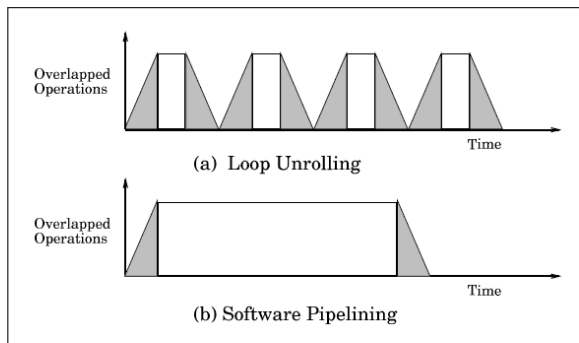 Overlapped
Operations
Time
(a) Loop Unrolling
Overlapped
Operations
Time
(b) Software Pipelining